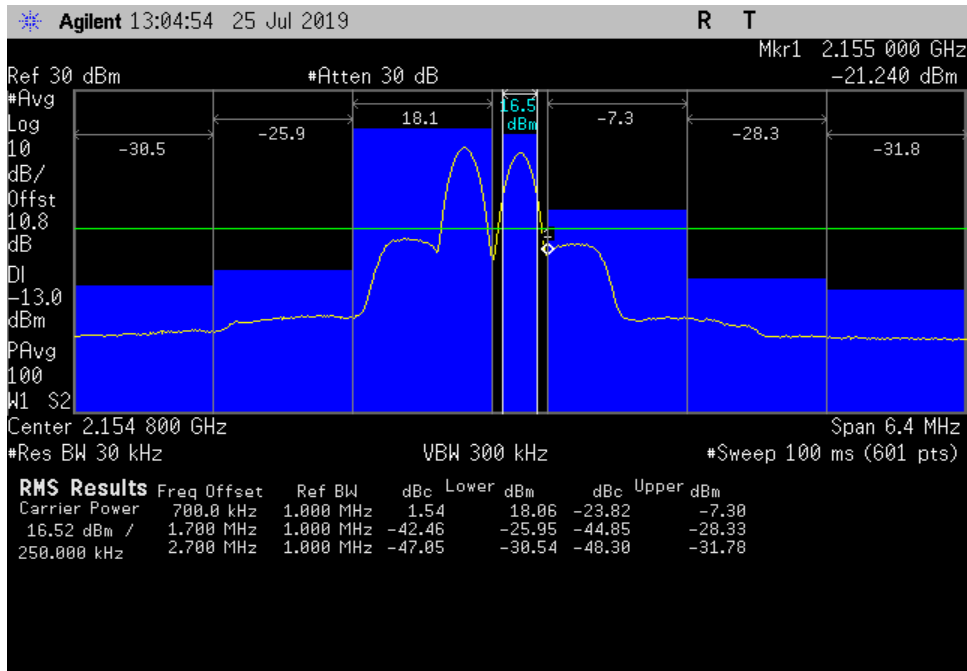 Agilent 13:04:54 25 Jul 2019 R T
Mkr1 2.155 000 GHz
Ref 30 dBm #Atten 30 dB -21.240 dBm
#Avg
Log
10
dB/
Offst
10.8
dB
DI
-13.0
dBm
PAvg
100
W1 S2
-30.5 -25.9 18.1 16.5 dBm -7.3 -28.3 -31.8
1
Center 2.154 800 GHz Span 6.4 MHz
#Res BW 30 kHz VBW 300 kHz #Sweep 100 ms (601 pts)
RMS Results Freq Offset Ref BW dBc Lower dBm dBc Upper dBm
Carrier Power 700.0 kHz 1.000 MHz 1.54 18.06 -23.82 -7.30
16.52 dBm / 1.700 MHz 1.000 MHz -42.46 -25.95 -44.85 -28.33
250.000 kHz 2.700 MHz 1.000 MHz -47.05 -30.54 -48.30 -31.78